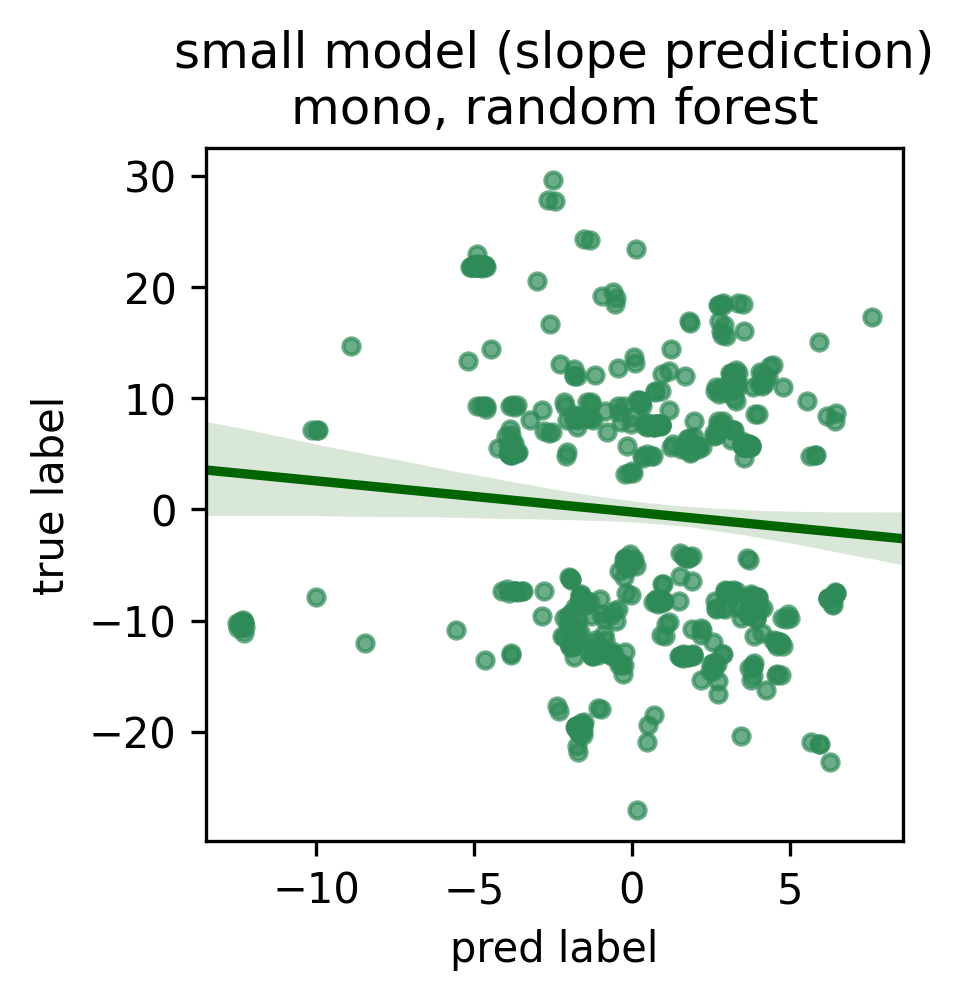 small model (slope prediction)
mono, random forest
30
20
10
0
−10
−20
true label
−10
−5
0
5
pred label